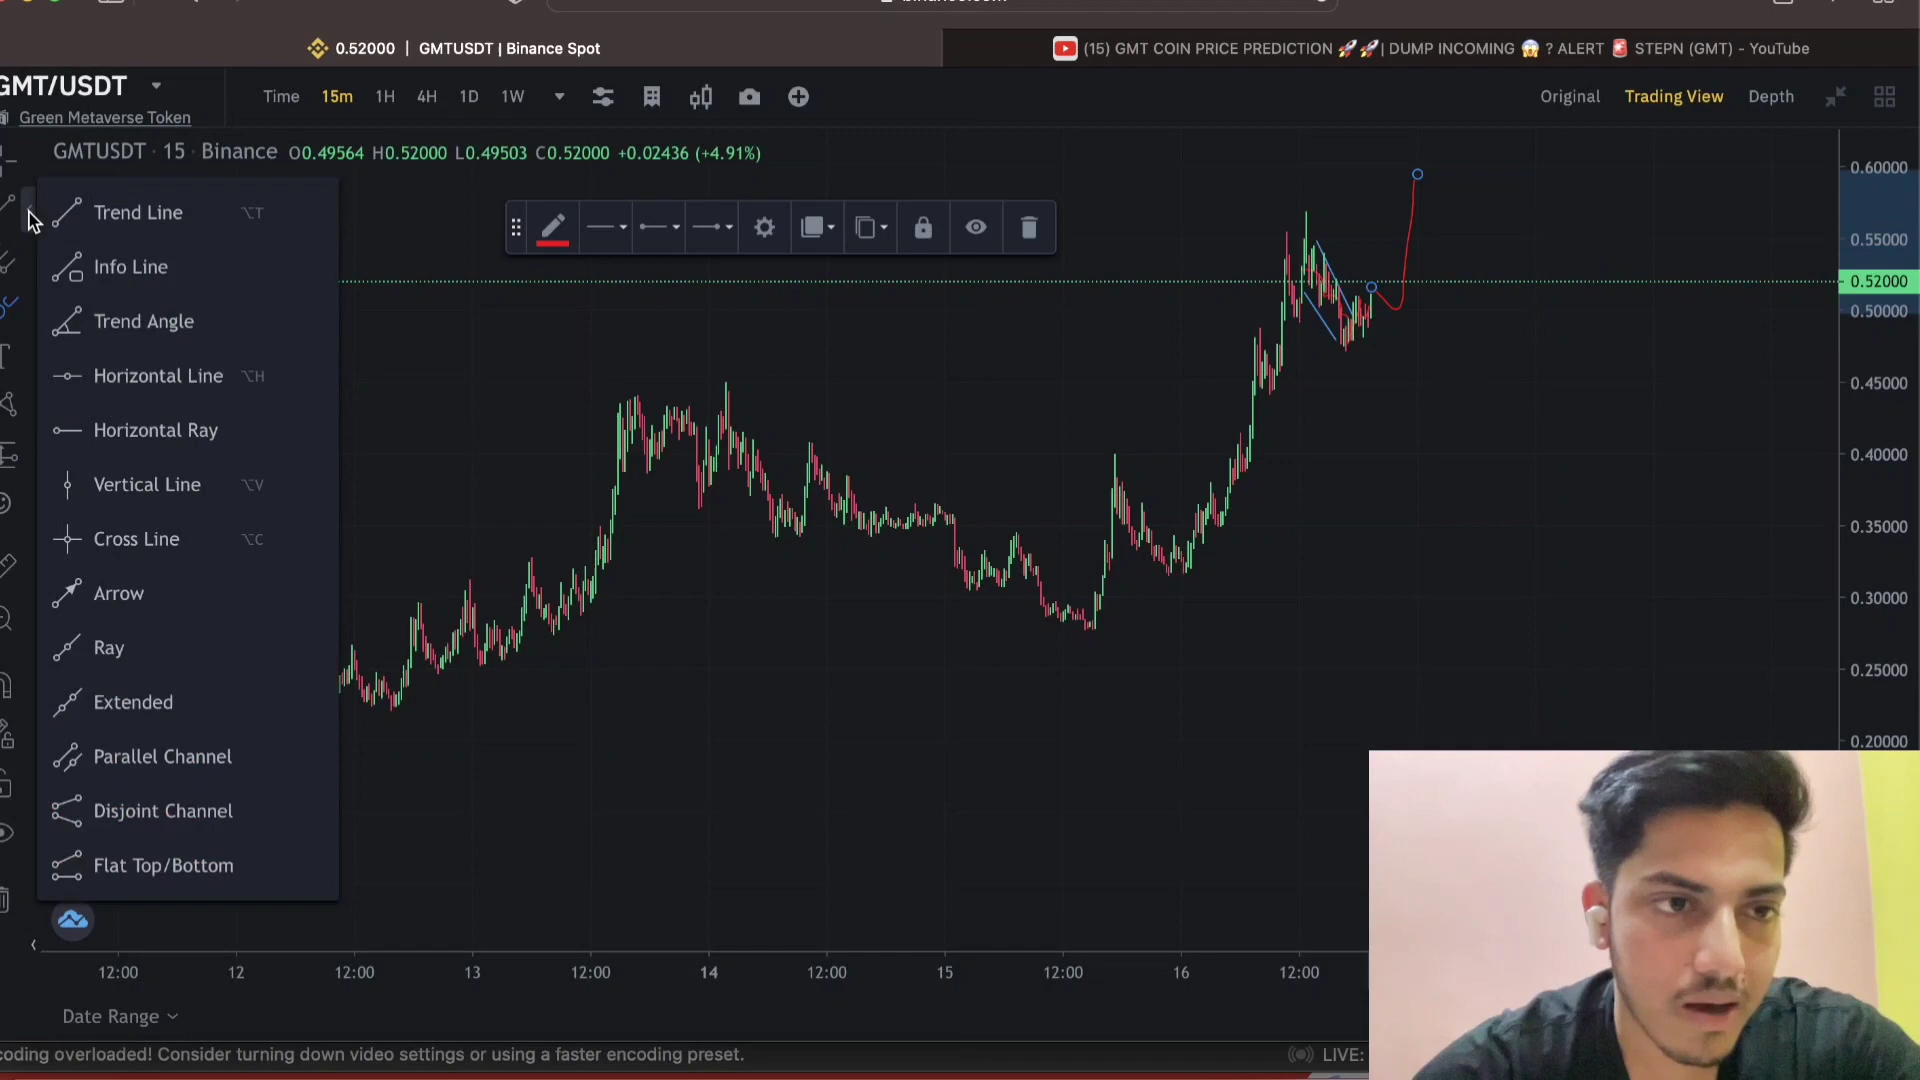 0.52000 | GMTUSDT | Binance Spot
(15) GMT COIN PRICE PREDICTION 🚀🚀| DUMP INCOMING 😱 ? ALERT 🚨 STEPN (GMT) - YouTube
GMT/USDT
Green Metaverse Token
Time 15m 1H 4H 1D 1W
Original Trading View Depth
GMTUSDT · 15 · Binance O0.49564 H0.52000 L0.49503 C0.52000 +0.02436 (+4.91%)
Trend Line ⌥T
Info Line
Trend Angle
Horizontal Line ⌥H
Horizontal Ray
Vertical Line ⌥V
Cross Line ⌥C
Arrow
Ray
Extended
Parallel Channel
Disjoint Channel
Flat Top/Bottom
0.60000
0.55000
0.52000
0.50000
0.45000
0.40000
0.35000
0.30000
0.25000
0.20000
12:00 12 12:00 13 12:00 14 12:00 15 12:00 16 12:00
Date Range
coding overloaded! Consider turning down video settings or using a faster encoding preset.
LIVE: